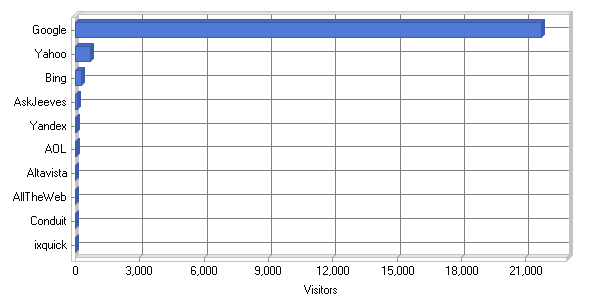 Google
Yahoo
Bing
AskJeeves
Yandex
AOL
Altavista
AllTheWeb
Conduit
ixquick
0 3,000 6,000 9,000 12,000 15,000 18,000 21,000
Visitors